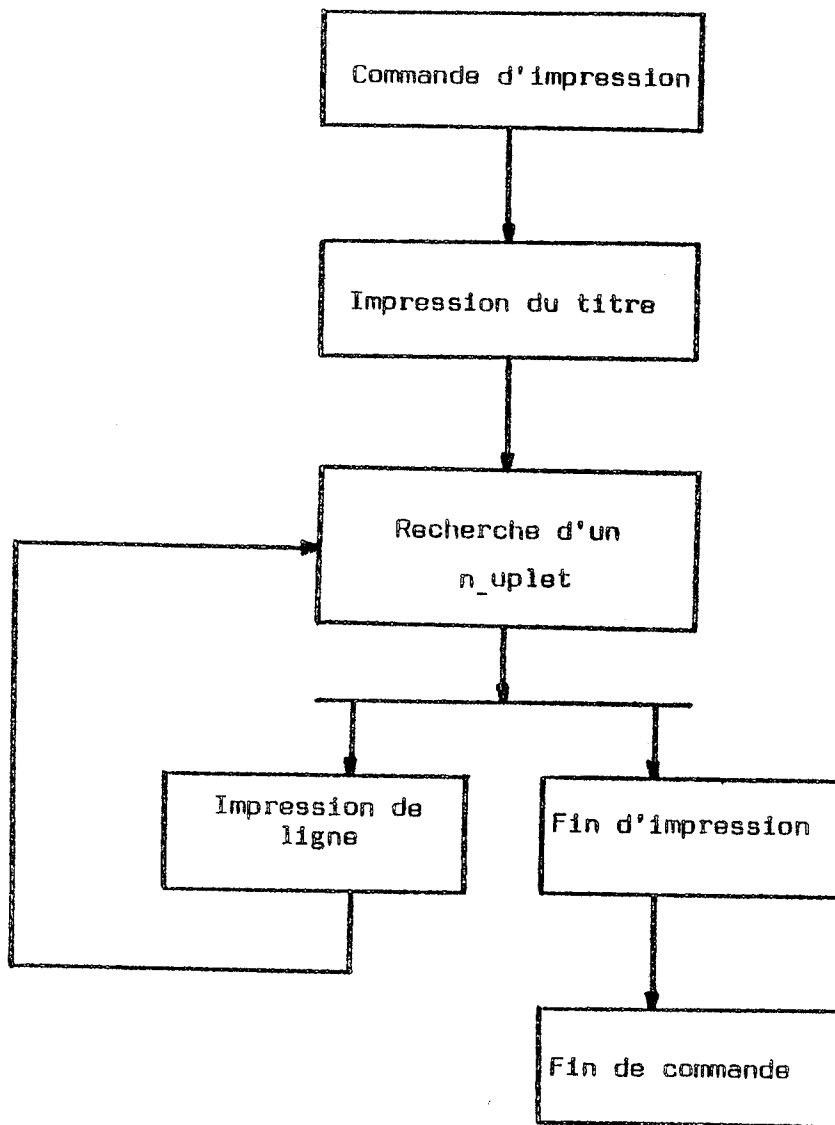 Commande d'impression
Impression du titre
Recherche d'un
n_uplet
Impression de
ligne
Fin d'impression
Fin de commande